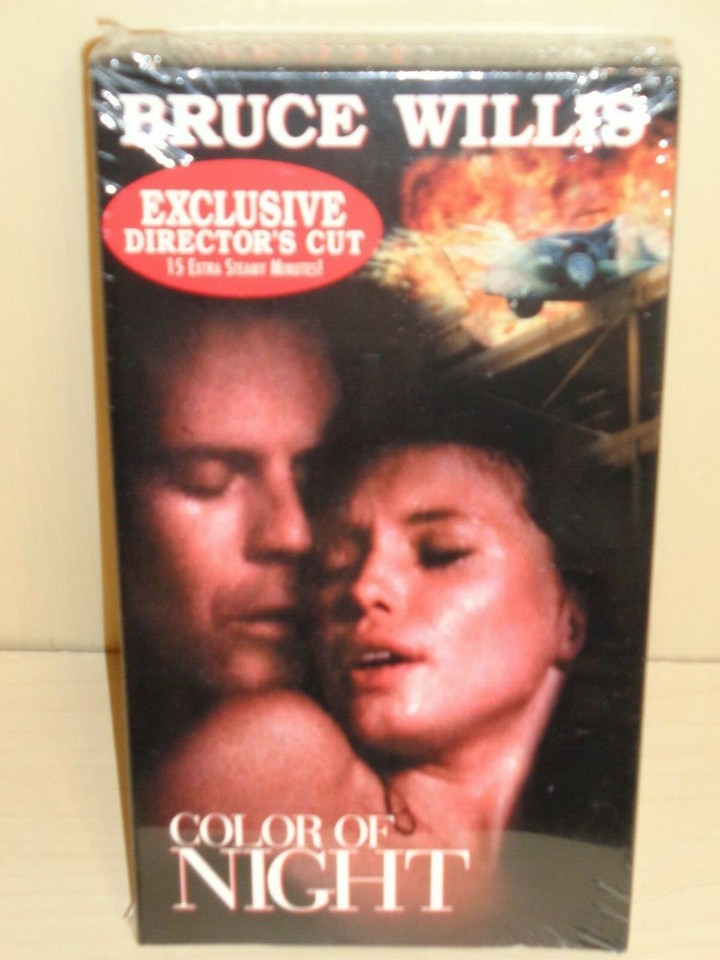 BRUCE WILLIS
EXCLUSIVE
DIRECTOR'S CUT
15 EXTRA STEAMY MINUTES!
COLOR OF
NIGHT